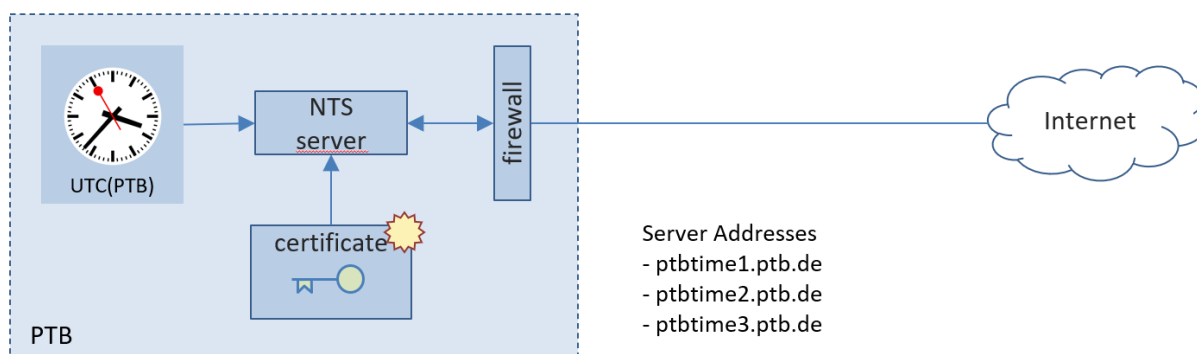 UTC(PTB)
NTS
server
firewall
certificate
PTB
Internet
Server Addresses
- ptbtime1.ptb.de
- ptbtime2.ptb.de
- ptbtime3.ptb.de